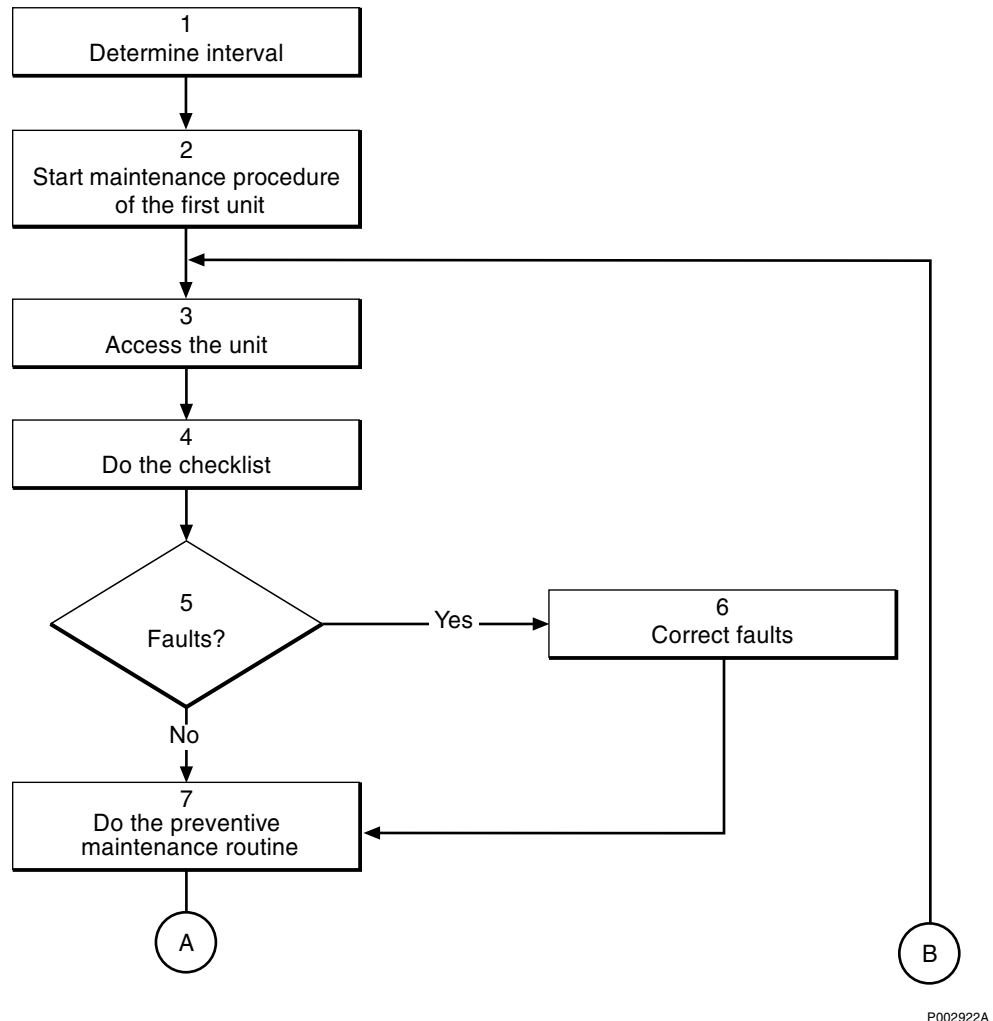 1
Determine interval
2
Start maintenance procedure
of the first unit
3
Access the unit
4
Do the checklist
5
Faults?
Yes
6
Correct faults
No
7
Do the preventive
maintenance routine
A
B
P002922A